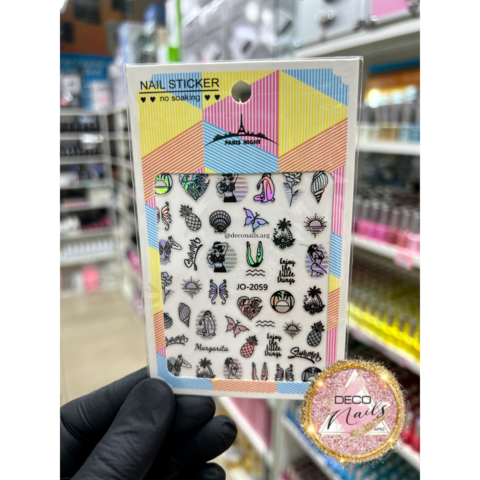 NAIL STICKER
♥ ♥ no soaking ♥ ♥
PARIS NIGHT
@deconails.arg
Enjoy
the
little
things
Summer
JO-2059
Enjoy
the
little
things
Margarita
Summer
DECO
Nails